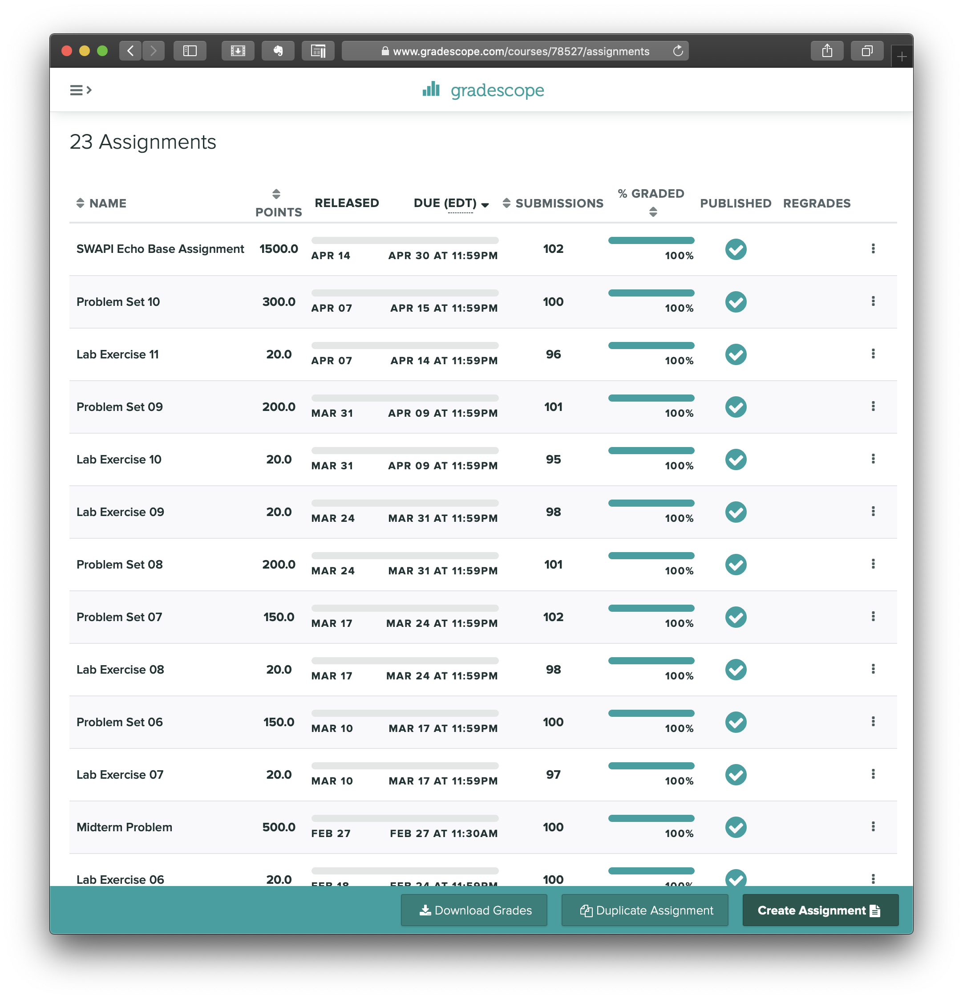 www.gradescope.com/courses/78527/assignments
gradescope
23 Assignments
NAME POINTS RELEASED DUE (EDT) SUBMISSIONS % GRADED PUBLISHED REGRADES
SWAPI Echo Base Assignment 1500.0 APR 14 APR 30 AT 11:59PM 102 100%
Problem Set 10 300.0 APR 07 APR 15 AT 11:59PM 100 100%
Lab Exercise 11 20.0 APR 07 APR 14 AT 11:59PM 96 100%
Problem Set 09 200.0 MAR 31 APR 09 AT 11:59PM 101 100%
Lab Exercise 10 20.0 MAR 31 APR 09 AT 11:59PM 95 100%
Lab Exercise 09 20.0 MAR 24 MAR 31 AT 11:59PM 98 100%
Problem Set 08 200.0 MAR 24 MAR 31 AT 11:59PM 101 100%
Problem Set 07 150.0 MAR 17 MAR 24 AT 11:59PM 102 100%
Lab Exercise 08 20.0 MAR 17 MAR 24 AT 11:59PM 98 100%
Problem Set 06 150.0 MAR 10 MAR 17 AT 11:59PM 100 100%
Lab Exercise 07 20.0 MAR 10 MAR 17 AT 11:59PM 97 100%
Midterm Problem 500.0 FEB 27 FEB 27 AT 11:30AM 100 100%
Lab Exercise 06 20.0 FEB 18 FEB 24 AT 11:59PM 100 100%
Download Grades Duplicate Assignment Create Assignment